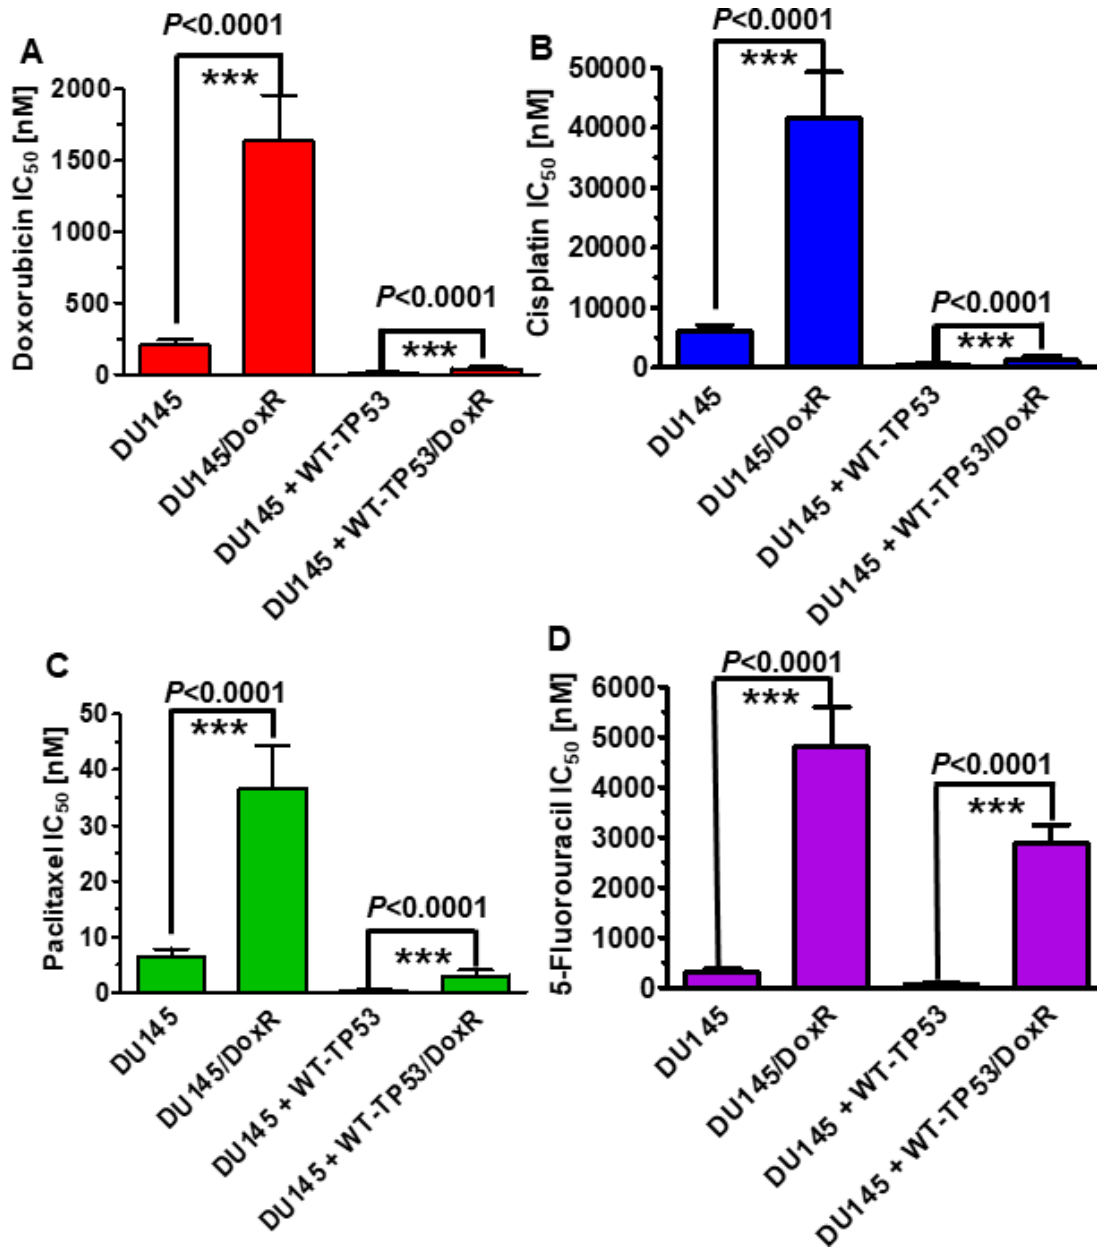 A
P<0.0001
***
Doxorubicin IC50 [nM]
2000
1500
1000
500
0
P<0.0001
***
DU145
DU145/DoxR
DU145 + WT-TP53
DU145 + WT-TP53/DoxR
B
P<0.0001
***
Cisplatin IC50 [nM]
50000
40000
30000
20000
10000
0
P<0.0001
***
DU145
DU145/DoxR
DU145 + WT-TP53
DU145 + WT-TP53/DoxR
C
P<0.0001
***
Paclitaxel IC50 [nM]
50
40
30
20
10
0
P<0.0001
***
DU145
DU145/DoxR
DU145 + WT-TP53
DU145 + WT-TP53/DoxR
D
P<0.0001
***
5-Fluorouracil IC50 [nM]
6000
5000
4000
3000
2000
1000
0
P<0.0001
***
DU145
DU145/DoxR
DU145 + WT-TP53
DU145 + WT-TP53/DoxR